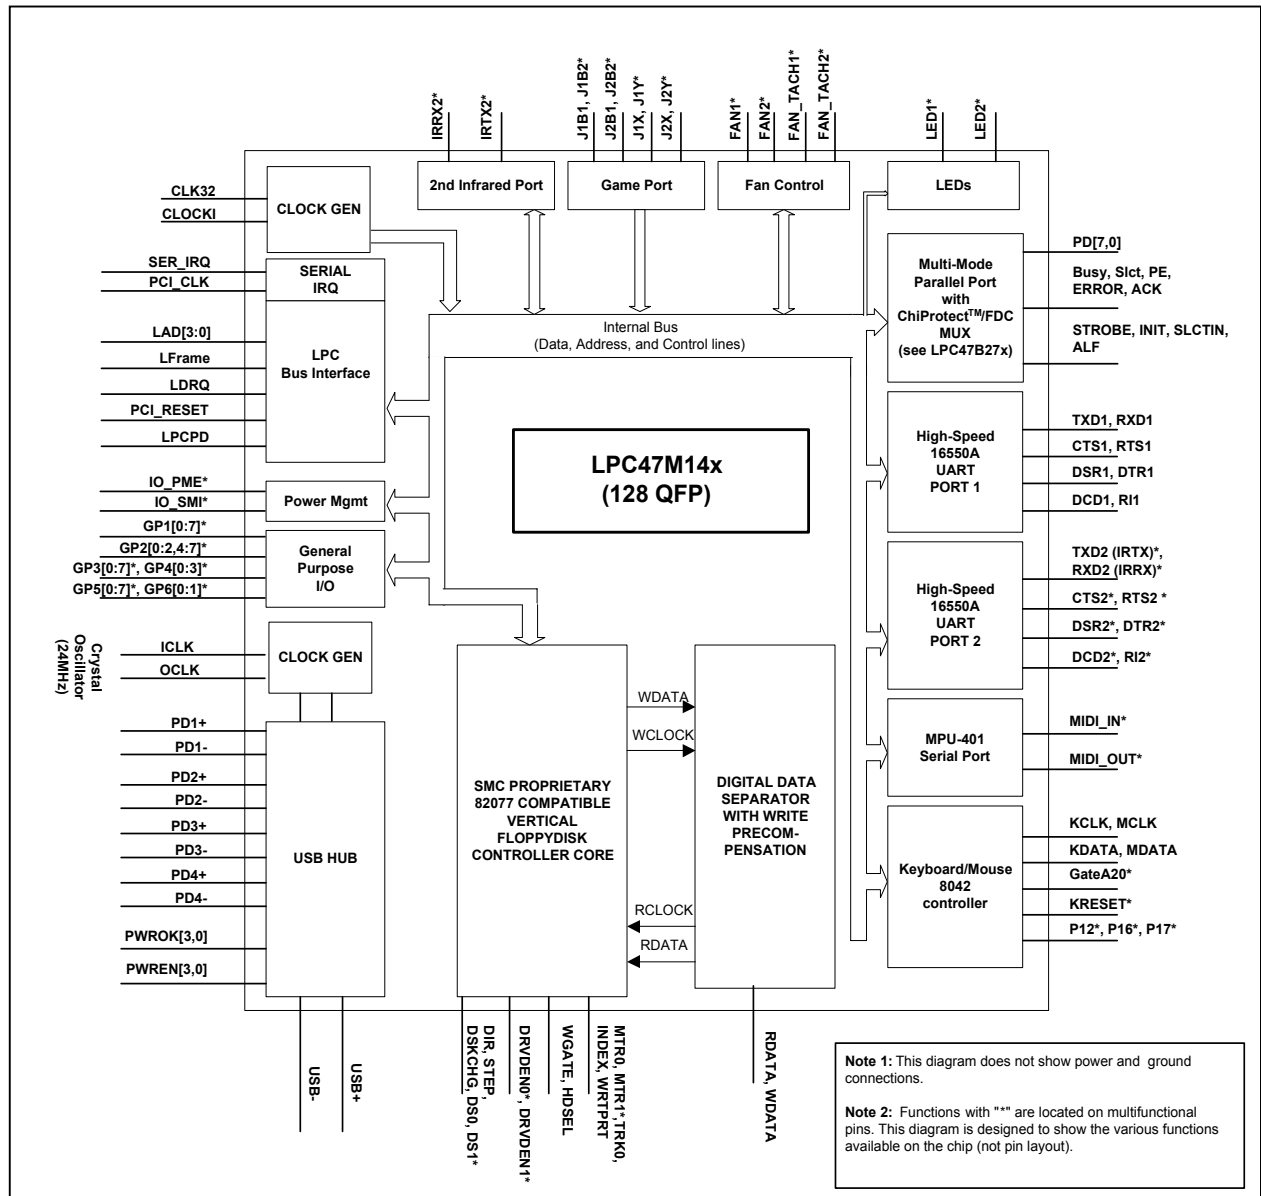 IRRX2*
IRTX2*
J1B1, J1B2*
J2B1, J2B2*
J1X, J1Y*
J2X, J2Y*
FAN1*
FAN2*
FAN_TACH1*
FAN_TACH2*
LED1*
LED2*
2nd Infrared Port
Game Port
Fan Control
LEDs
CLK32
CLOCKI
CLOCK GEN
SER_IRQ
PCI_CLK
SERIAL
IRQ
LAD[3:0]
LFrame
LDRQ
PCI_RESET
LPCPD
LPC
Bus Interface
IO_PME*
IO_SMI*
Power Mgmt
GP1[0:7]*
GP2[0:2,4:7]*
GP3[0:7]*, GP4[0:3]*
GP5[0:7]*, GP6[0:1]*
General
Purpose
I/O
Internal Bus
(Data, Address, and Control lines)
LPC47M14x
(128 QFP)
Multi-Mode
Parallel Port
with
ChiProtectTM/FDC
MUX
(see LPC47B27x)
PD[7,0]
Busy, Slct, PE,
ERROR, ACK
STROBE, INIT, SLCTIN,
ALF
High-Speed
16550A
UART
PORT 1
TXD1, RXD1
CTS1, RTS1
DSR1, DTR1
DCD1, RI1
High-Speed
16550A
UART
PORT 2
TXD2 (IRTX)*,
RXD2 (IRRX)*
CTS2*, RTS2 *
DSR2*, DTR2*
DCD2*, RI2*
MPU-401
Serial Port
MIDI_IN*
MIDI_OUT*
Keyboard/Mouse
8042
controller
KCLK, MCLK
KDATA, MDATA
GateA20*
KRESET*
P12*, P16*, P17*
Crystal
Oscillator
(24MHz)
ICLK
OCLK
CLOCK GEN
PD1+
PD1-
PD2+
PD2-
PD3+
PD3-
PD4+
PD4-
PWROK[3,0]
PWREN[3,0]
USB HUB
USB-
USB+
SMC PROPRIETARY
82077 COMPATIBLE
VERTICAL
FLOPPYDISK
CONTROLLER CORE
WDATA
WCLOCK
RCLOCK
RDATA
DIGITAL DATA
SEPARATOR
WITH WRITE
PRECOM-
PENSATION
DIR, STEP,
DSKCHG, DS0, DS1*
DRVDEN0*, DRVDEN1*
WGATE, HDSEL
MTR0, MTR1*,TRK0,
INDEX, WRTPRT
RDATA, WDATA
Note 1: This diagram does not show power and ground
connections.
Note 2: Functions with "*" are located on multifunctional
pins. This diagram is designed to show the various functions
available on the chip (not pin layout).